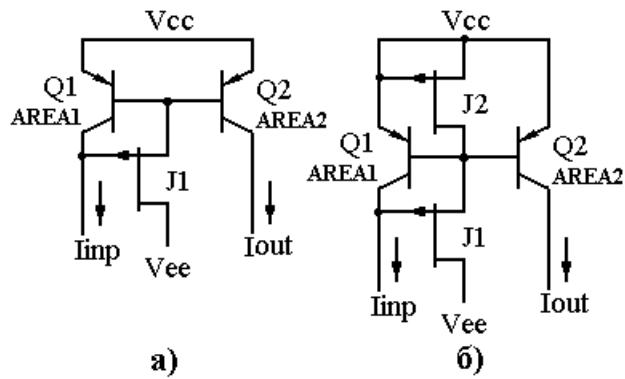 Vcc
Q1
AREA1
Q2
AREA2
J1
Iinp
Vee
Iout
а)
Vcc
J2
Q1
AREA1
Q2
AREA2
J1
Iinp
Vee
Iout
б)